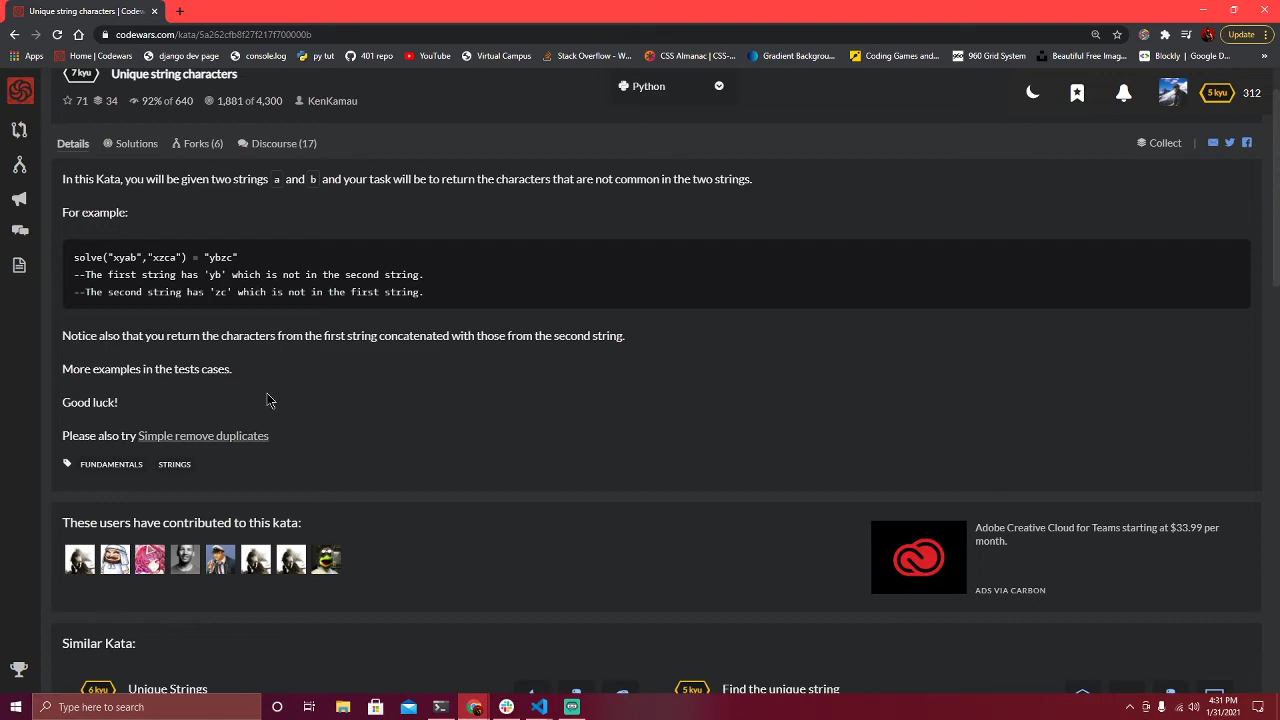 Unique string characters | Codew
codewars.com/kata/5a262cfb8f27f217f700000b
Update
Apps
Home | Codewars
django dev page
console.log
py tut
401 repo
YouTube
Virtual Campus
Stack Overflow - W...
CSS Almanac | CSS-...
Gradient Backgroun...
Coding Games and...
960 Grid System
Beautiful Free Imag...
Blockly | Google D...
»
7 kyu
Unique string characters
Python
71 34 92% of 640 1,881 of 4,300 KenKamau
5 kyu 312
Details Solutions Forks (6) Discourse (17)
Collect
In this Kata, you will be given two strings a and b and your task will be to return the characters that are not common in the two strings.
For example:
solve("xyab","xzca") = "ybzc"
--The first string has 'yb' which is not in the second string.
--The second string has 'zc' which is not in the first string.
Notice also that you return the characters from the first string concatenated with those from the second string.
More examples in the tests cases.
Good luck!
Please also try Simple remove duplicates
FUNDAMENTALS STRINGS
These users have contributed to this kata:
Adobe Creative Cloud for Teams starting at $33.99 per
month.
ADS VIA CARBON
Similar Kata:
6 kyu Unique Strings
5 kyu Find the unique string
Type here to search
4:31 PM
1/31/2021